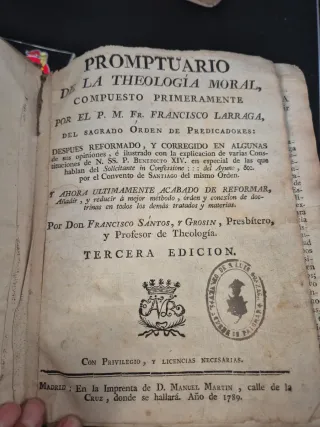 PROMPTUARIO
DE LA THEOLOGÍA MORAL,
COMPUESTO PRIMERAMENTE
POR EL P. M. FR. FRANCISCO LARRAGA,
DEL SAGRADO ORDEN DE PREDICADORES:
DESPUES REFORMADO, Y CORREGIDO EN ALGUNAS
de sus opiniones, é ilustrado con la explicacion de varias Cons-
tituciones de N. SS. P. BENEDICTO XIV. en especial de las que
hablan del Solicitante in Confessione : : : del Ayuno, &c.
por el Convento de SANTIAGO del mismo Orden.
Y AHORA ULTIMAMENTE ACABADO DE REFORMAR,
Añadir, y reducir á mejor méthodo, órden y conexîon de doc-
trinas en todos los demás tratados y materias.
Por DON FRANCISCO SANTOS, Y GROSIN, Presbítero,
y Profesor de Theología.
TERCERA EDICION.
CON PRIVILEGIO, Y LICENCIAS NECESARIAS.
MADRID: En la Imprenta de D. MANUEL MARTIN, calle de la
CRUZ, donde se hallará. Año de 1789.